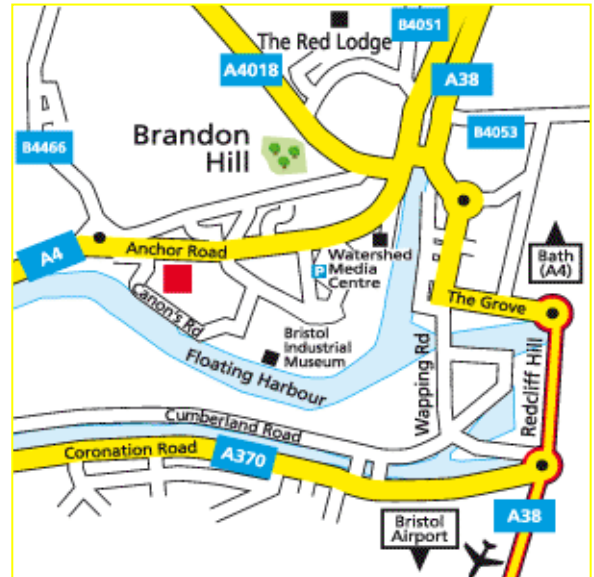 B4051
The Red Lodge
A4018
A38
B4053
Brandon
Hill
B4466
A4
Anchor Road
P
Watershed
Media
Centre
Bath
(A4)
Canon's Rd
The Grove
Bristol
Industrial
Museum
Floating Harbour
Wapping Rd
Redcliff Hill
Cumberland Road
Coronation Road
A370
Bristol
Airport
A38